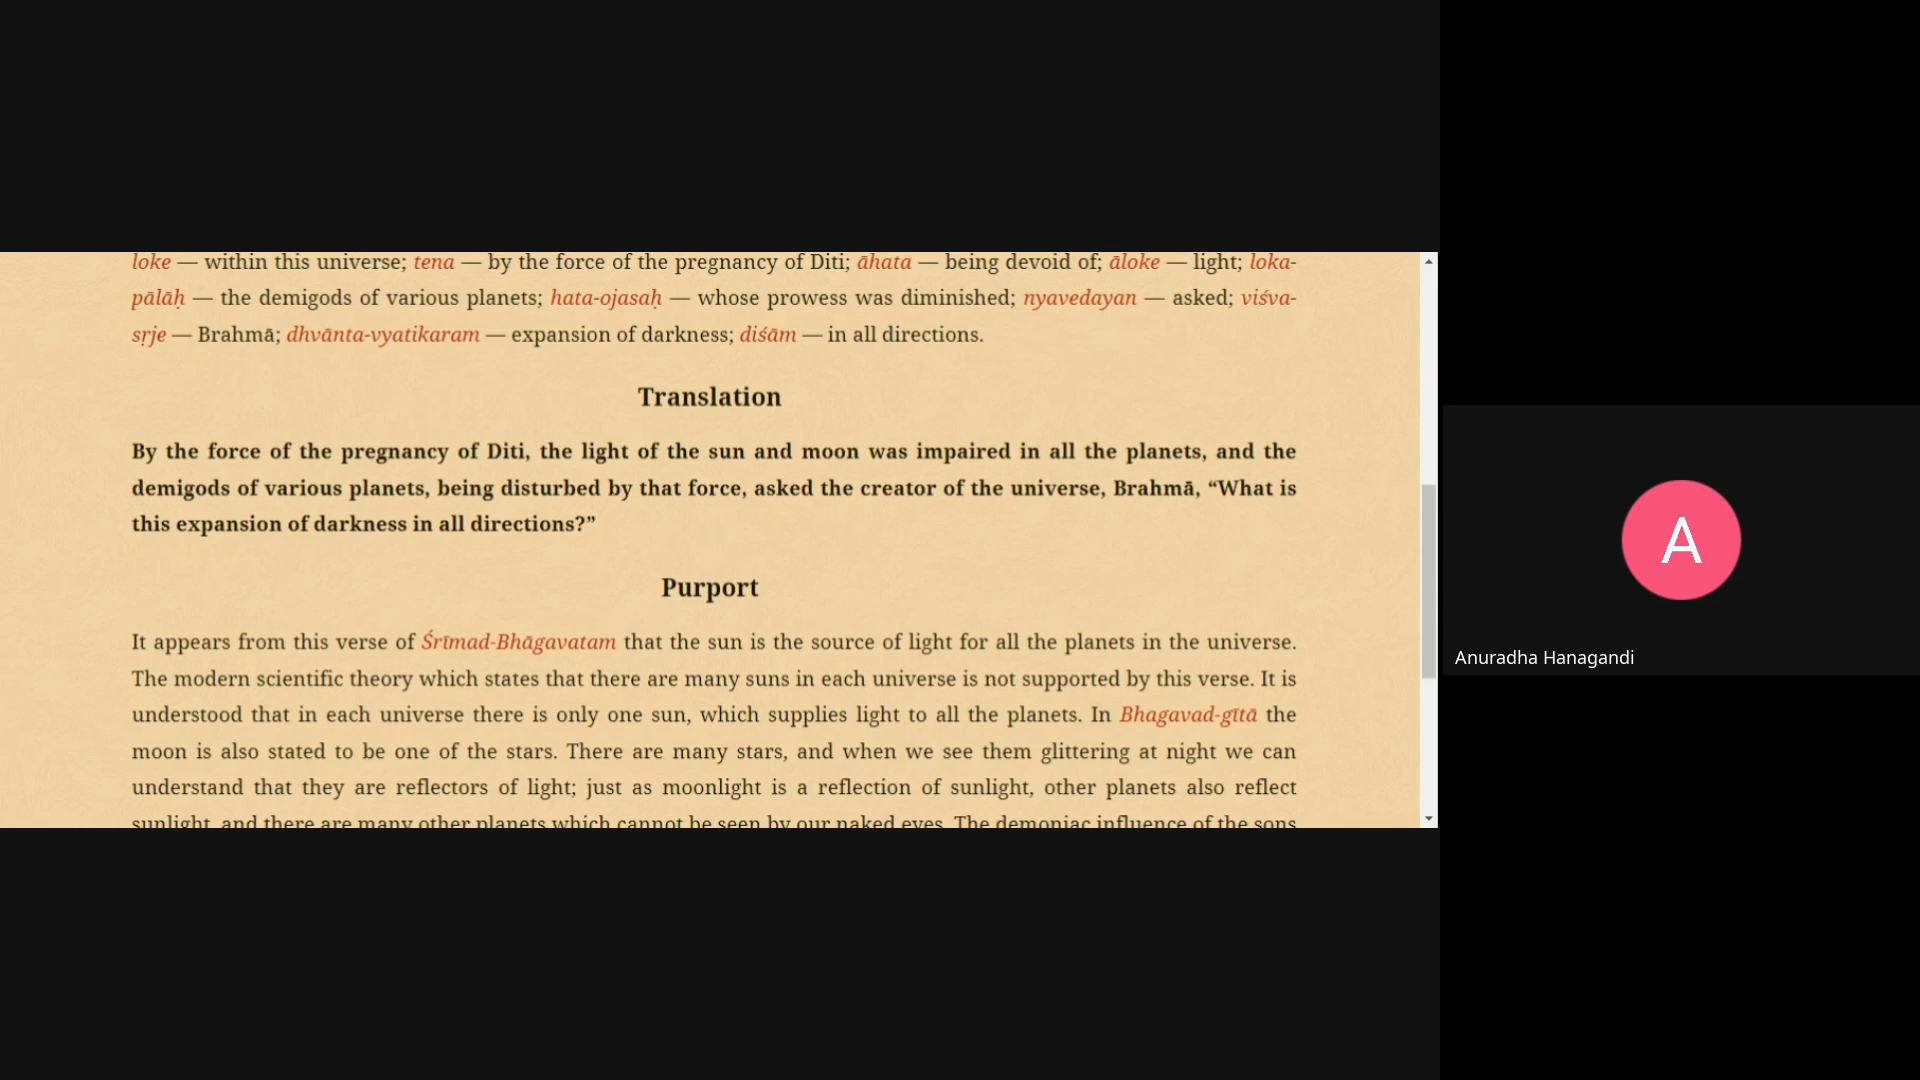 loke — within this universe; tena — by the force of the pregnancy of Diti; āhata — being devoid of; āloke — light; loka-
pālāḥ — the demigods of various planets; hata-ojasaḥ — whose prowess was diminished; nyavedayan — asked; viśva-
sṛje — Brahmā; dhvānta-vyatikaram — expansion of darkness; diśām — in all directions.
Translation
By the force of the pregnancy of Diti, the light of the sun and moon was impaired in all the planets, and the
demigods of various planets, being disturbed by that force, asked the creator of the universe, Brahmā, “What is
this expansion of darkness in all directions?”
Purport
It appears from this verse of Śrīmad-Bhāgavatam that the sun is the source of light for all the planets in the universe.
The modern scientific theory which states that there are many suns in each universe is not supported by this verse. It is
understood that in each universe there is only one sun, which supplies light to all the planets. In Bhagavad-gītā the
moon is also stated to be one of the stars. There are many stars, and when we see them glittering at night we can
understand that they are reflectors of light; just as moonlight is a reflection of sunlight, other planets also reflect
sunlight, and there are many other planets which cannot be seen by our naked eyes. The demoniac influence of the sons
A
Anuradha Hanagandi